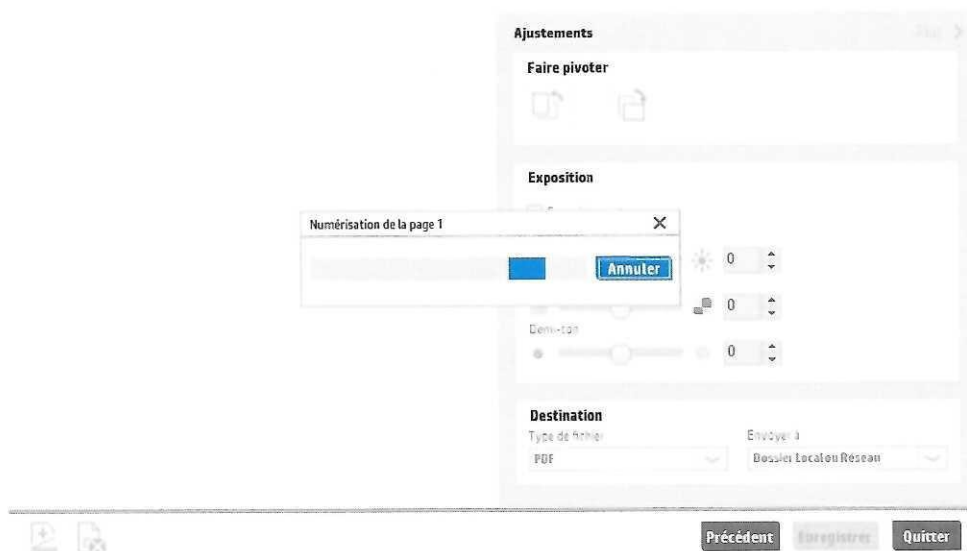 Ajustements
Faire pivoter
Exposition
Numérisation de la page 1
Annuler
0
0
Demi-ton
0
Destination
Type de fichier
Envoyer à
PDF
Dossier Local ou Réseau
Précédent
Enregistrer
Quitter